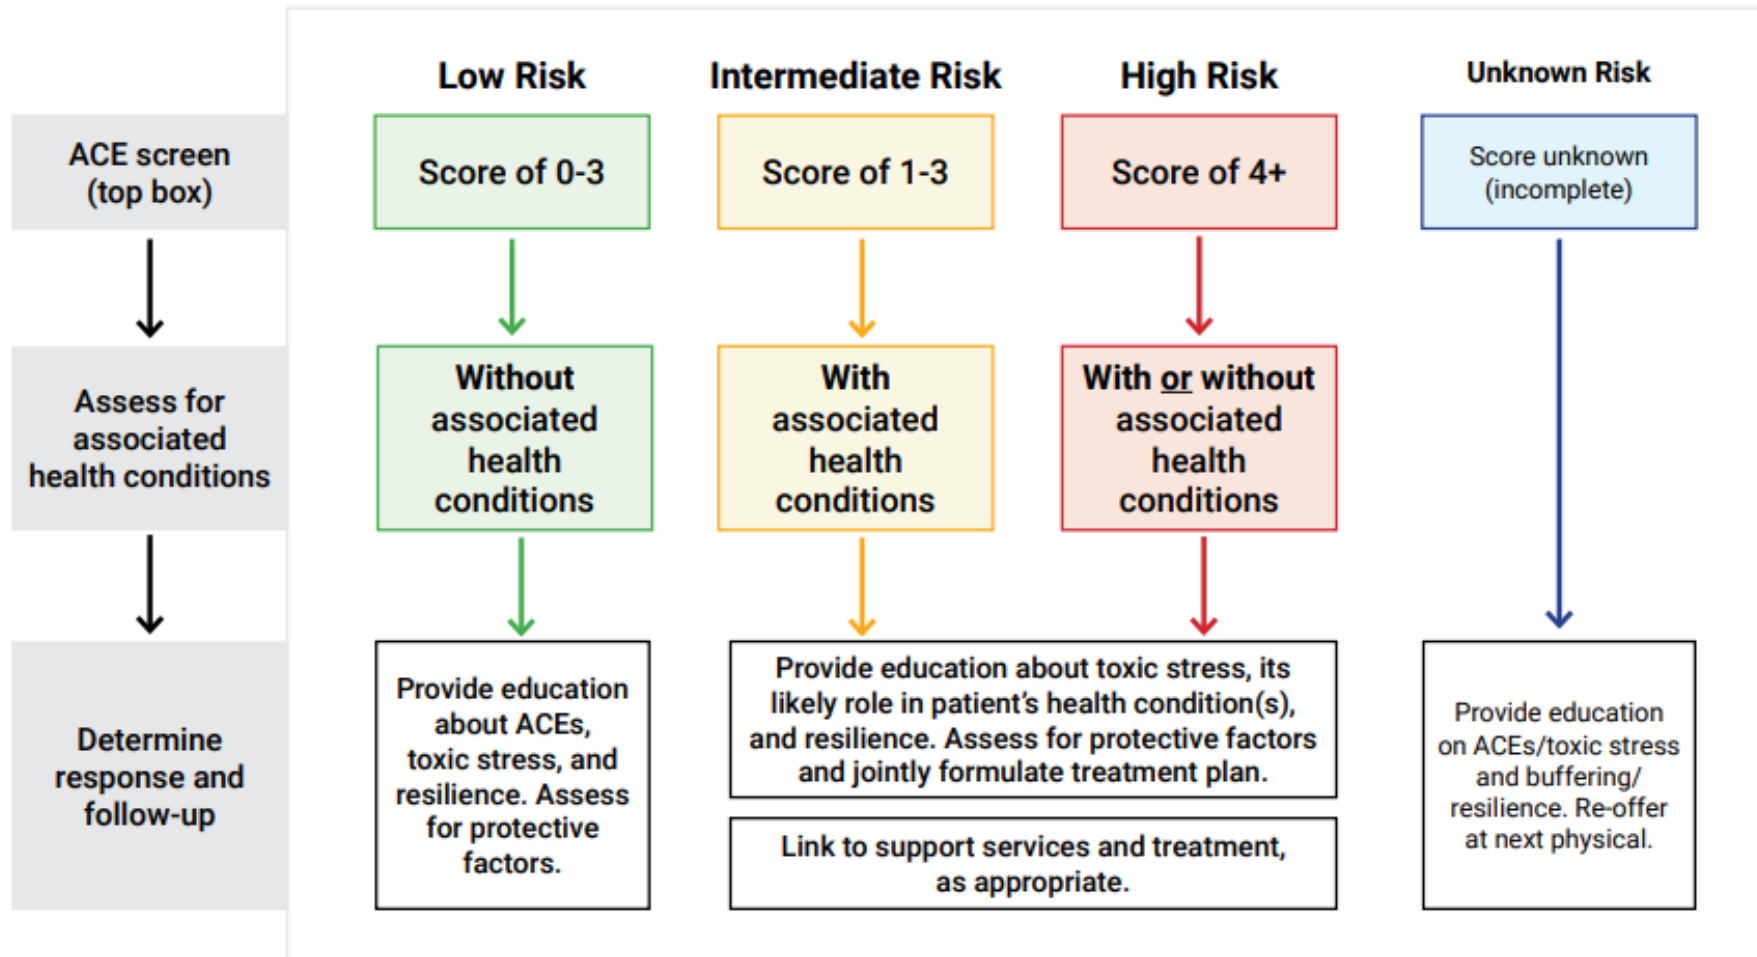 Low Risk
Intermediate Risk
High Risk
Unknown Risk
ACE screen
(top box)
Score of 0-3
Score of 1-3
Score of 4+
Score unknown
(incomplete)
Assess for
associated
health conditions
Without
associated
health
conditions
With
associated
health
conditions
With or without
associated
health
conditions
Determine
response and
follow-up
Provide education
about ACEs,
toxic stress, and
resilience. Assess
for protective
factors.
Provide education about toxic stress, its
likely role in patient’s health condition(s),
and resilience. Assess for protective factors
and jointly formulate treatment plan.
Link to support services and treatment,
as appropriate.
Provide education
on ACEs/toxic stress
and buffering/
resilience. Re-offer
at next physical.